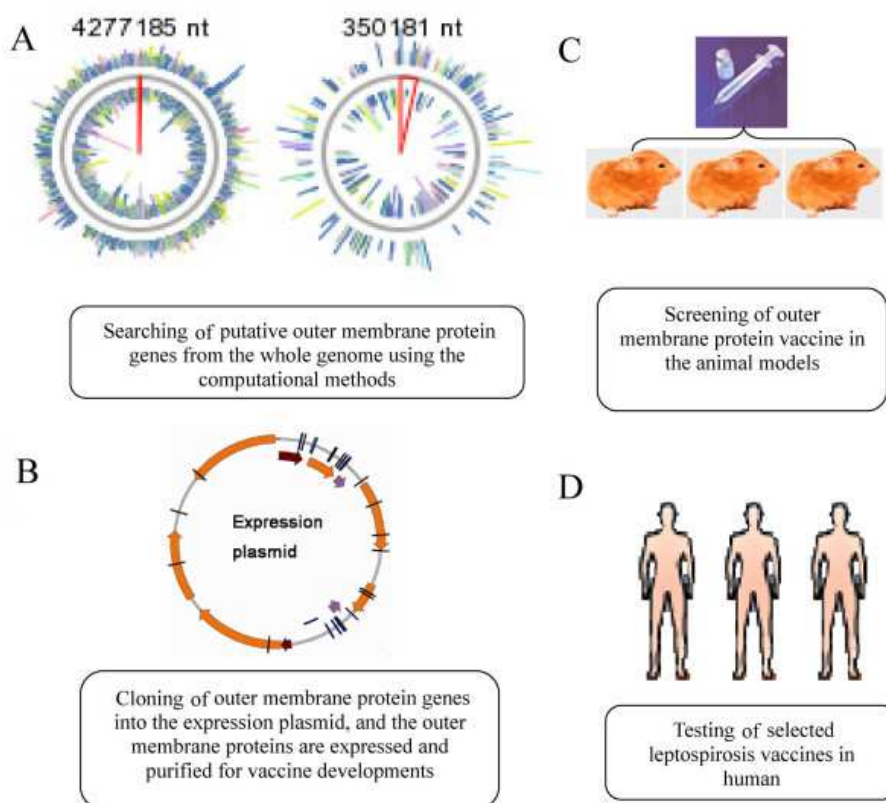 A
4277185 nt
350181 nt
Searching of putative outer membrane protein
genes from the whole genome using the
computational methods
B
Expression
plasmid
Cloning of outer membrane protein genes
into the expression plasmid, and the outer
membrane proteins are expressed and
purified for vaccine developments
C
Screening of outer
membrane protein vaccine in
the animal models
D
Testing of selected
leptospirosis vaccines in
human